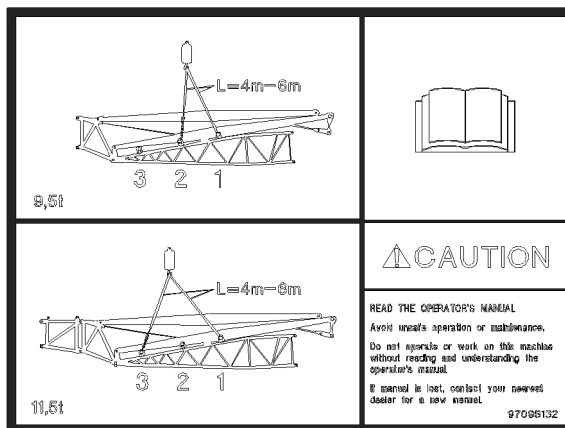 L=4m-6m
3 2 1
9,5t
L=4m-6m
3 2 1
11,5t
CAUTION
READ THE OPERATOR'S MANUAL
Avoid unsafe operation or maintenance.
Do not operate or work on this machine
without reading and understanding the
operator's manual.
If manual is lost, contact your nearest
dealer for a new manual.
97095132